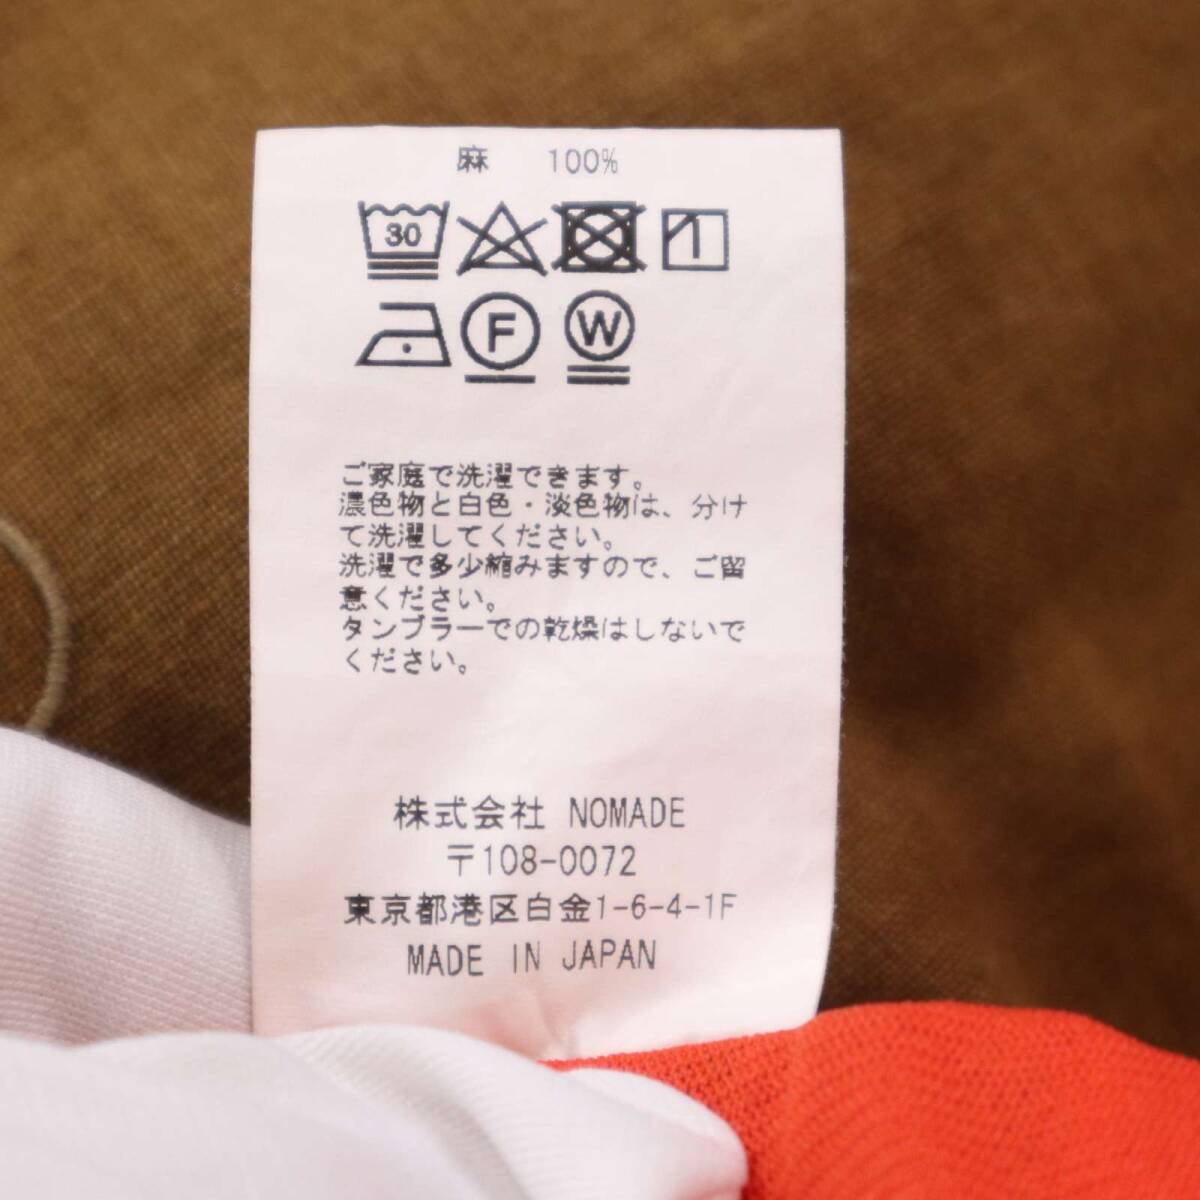 麻 100%
30
F W
ご家庭で洗濯できます。
濃色物と白色・淡色物は、分け
て洗濯してください。
洗濯で多少縮みますので、ご留
意ください。
タンブラーでの乾燥はしないで
ください。
株式会社 NOMADE
〒108-0072
東京都港区白金1-6-4-1F
MADE IN JAPAN